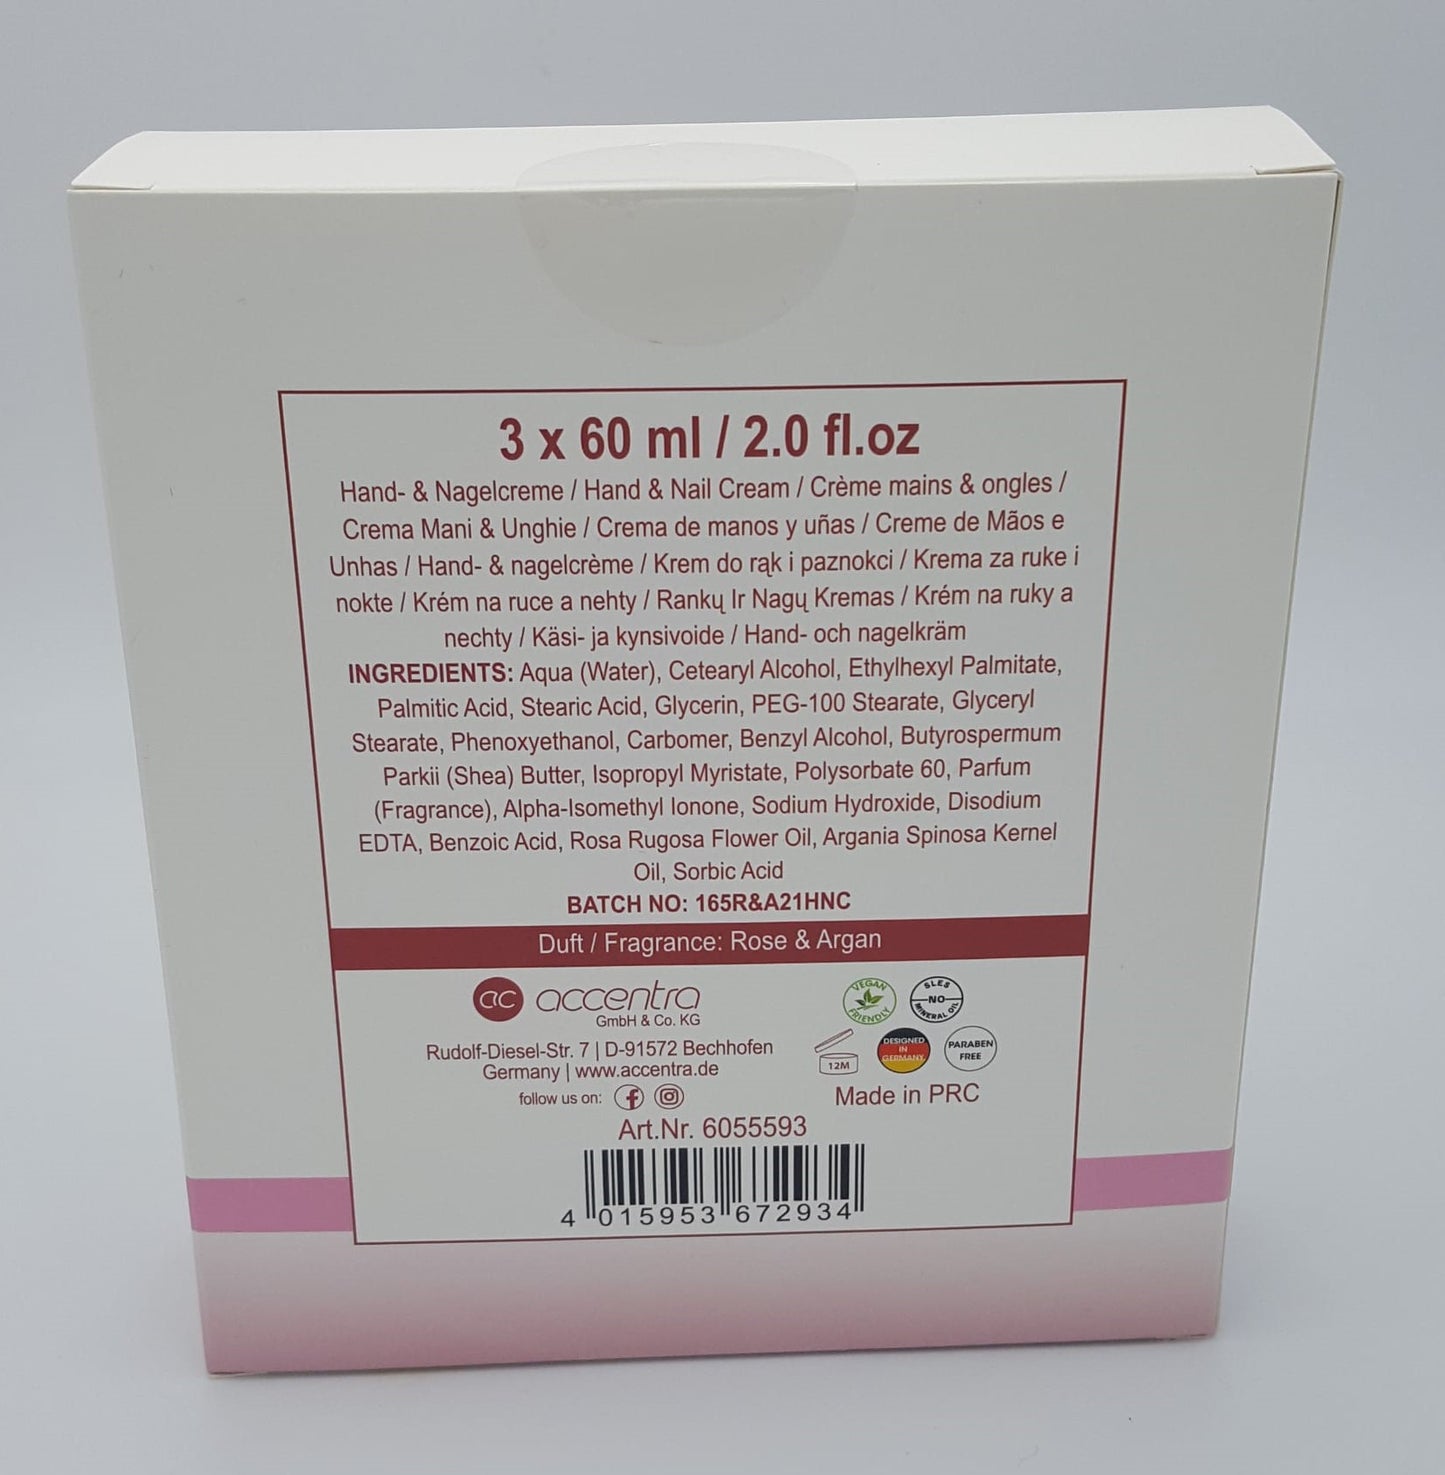 3 x 60 ml / 2.0 fl.oz
Hand- & Nagelcreme / Hand & Nail Cream / Crème mains & ongles /
Crema Mani & Unghie / Crema de manos y uñas / Creme de Mãos e
Unhas / Hand- & nagelcrème / Krem do rąk i paznokci / Krema za ruke i
nokte / Krém na ruce a nehty / Rankų Ir Nagų Kremas / Krém na ruky a
nechty / Käsi- ja kynsivoide / Hand- och nagelkräm
INGREDIENTS: Aqua (Water), Cetearyl Alcohol, Ethylhexyl Palmitate,
Palmitic Acid, Stearic Acid, Glycerin, PEG-100 Stearate, Glyceryl
Stearate, Phenoxyethanol, Carbomer, Benzyl Alcohol, Butyrospermum
Parkii (Shea) Butter, Isopropyl Myristate, Polysorbate 60, Parfum
(Fragrance), Alpha-Isomethyl Ionone, Sodium Hydroxide, Disodium
EDTA, Benzoic Acid, Rosa Rugosa Flower Oil, Argania Spinosa Kernel
Oil, Sorbic Acid
BATCH NO: 165R&A21HNC
Duft / Fragrance: Rose & Argan
ac accentra
GmbH & Co. KG
Rudolf-Diesel-Str. 7 | D-91572 Bechhofen
Germany | www.accentra.de
follow us on:
VEGAN
FRIENDLY
SLES
NO
MINERAL OIL
12M
DESIGNED
IN
GERMANY
PARABEN
FREE
Made in PRC
Art.Nr. 6055593
4 015953 672934